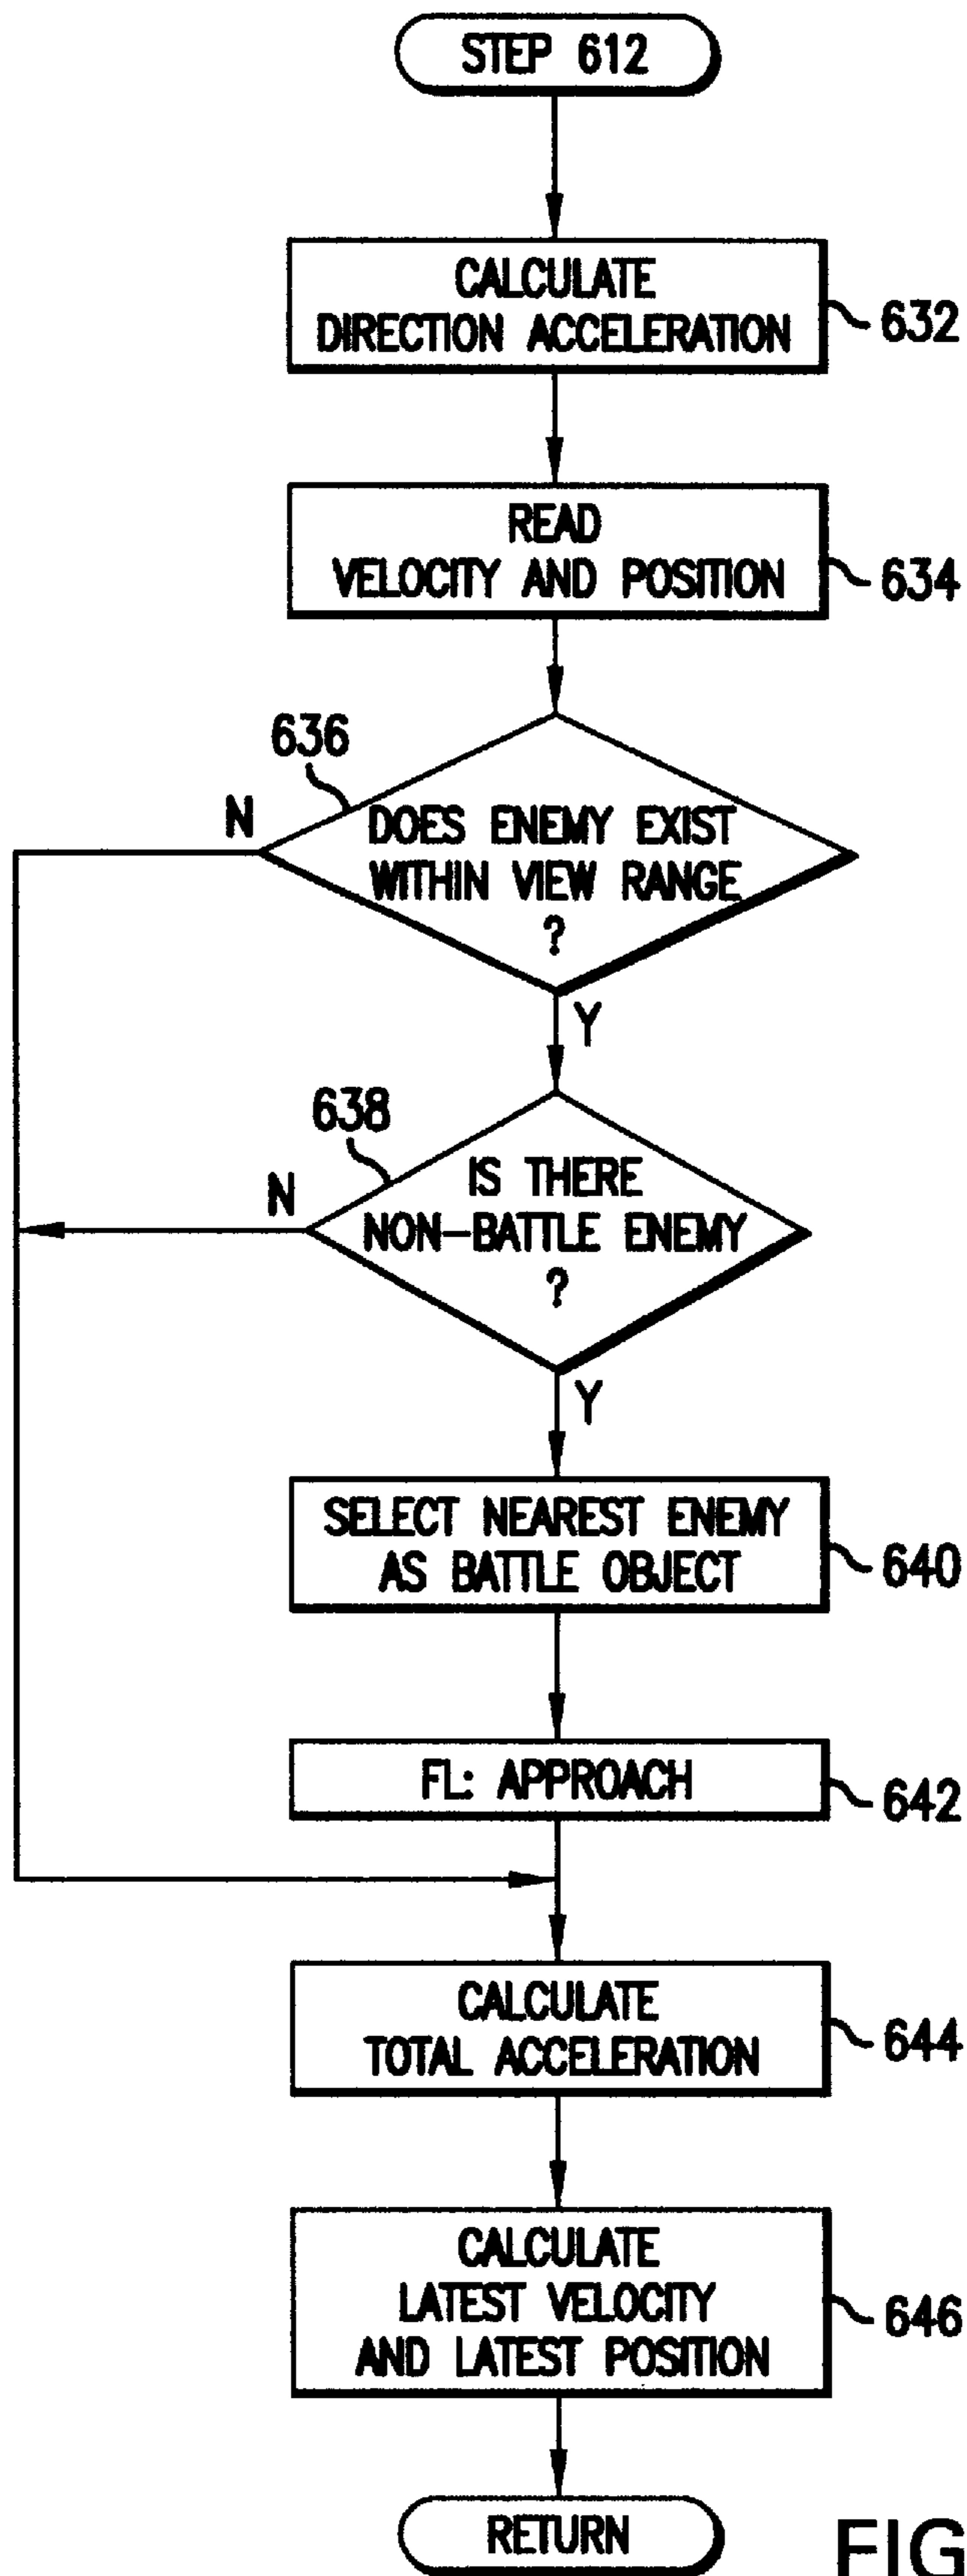 STEP 612
CALCULATE
DIRECTION ACCELERATION
632
READ
VELOCITY AND POSITION
634
636
N
DOES ENEMY EXIST
WITHIN VIEW RANGE
?
Y
638
N
IS THERE
NON-BATTLE ENEMY
?
Y
SELECT NEAREST ENEMY
AS BATTLE OBJECT
640
FL: APPROACH
642
CALCULATE
TOTAL ACCELERATION
644
CALCULATE
LATEST VELOCITY
AND LATEST POSITION
646
RETURN
FIG